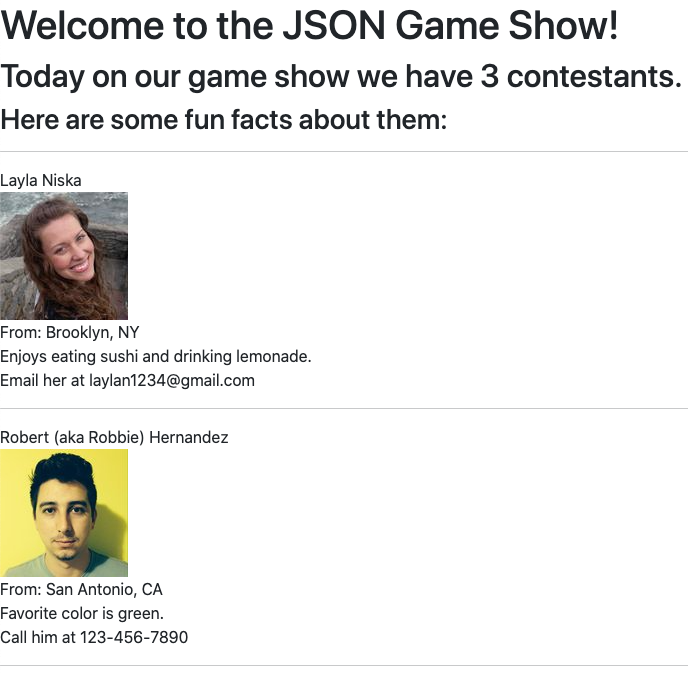 Welcome to the JSON Game Show!
Today on our game show we have 3 contestants.
Here are some fun facts about them:
Layla Niska
From: Brooklyn, NY
Enjoys eating sushi and drinking lemonade.
Email her at laylan1234@gmail.com
Robert (aka Robbie) Hernandez
From: San Antonio, CA
Favorite color is green.
Call him at 123-456-7890